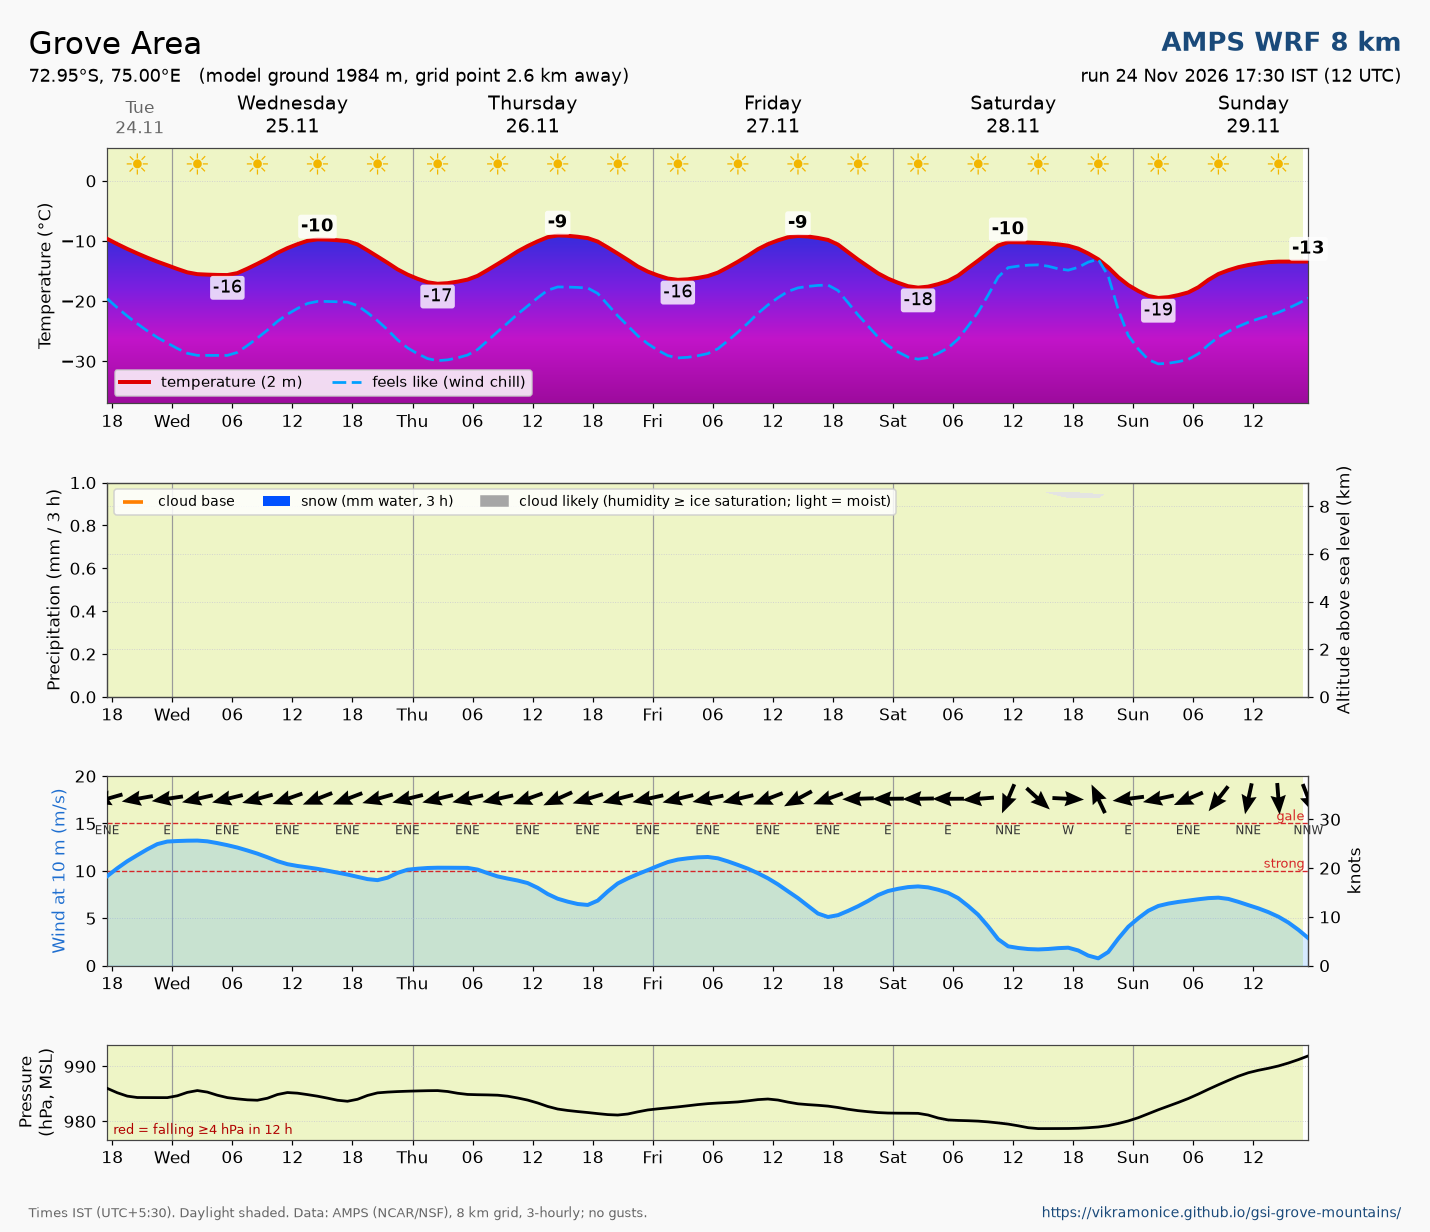 Grove Area
AMPS WRF 8 km
72.95°S, 75.00°E (model ground 1984 m, grid point 2.6 km away)
run 24 Nov 2026 17:30 IST (12 UTC)
Tue Wednesday Thursday Friday Saturday Sunday
24.11 25.11 26.11 27.11 28.11 29.11
Temperature (°C)
0
−10
−20
−30
-10 -9 -9 -10 -13
-16 -17 -16 -18 -19
temperature (2 m) feels like (wind chill)
18 Wed 06 12 18 Thu 06 12 18 Fri 06 12 18 Sat 06 12 18 Sun 06 12
Precipitation (mm / 3 h)
1.0
0.8
0.6
0.4
0.2
0.0
cloud base snow (mm water, 3 h) cloud likely (humidity ≥ ice saturation; light = moist)
8
6
4
2
0
Altitude above sea level (km)
18 Wed 06 12 18 Thu 06 12 18 Fri 06 12 18 Sat 06 12 18 Sun 06 12
Wind at 10 m (m/s)
20
15
10
5
0
gale
ENE E ENE ENE ENE ENE ENE ENE ENE ENE ENE ENE ENE E E NNE W E ENE NNE NNW
strong
30
20
10
0
knots
18 Wed 06 12 18 Thu 06 12 18 Fri 06 12 18 Sat 06 12 18 Sun 06 12
Pressure
(hPa, MSL)
990
980
red = falling ≥4 hPa in 12 h
18 Wed 06 12 18 Thu 06 12 18 Fri 06 12 18 Sat 06 12 18 Sun 06 12
Times IST (UTC+5:30). Daylight shaded. Data: AMPS (NCAR/NSF), 8 km grid, 3-hourly; no gusts.
https://vikramonice.github.io/gsi-grove-mountains/